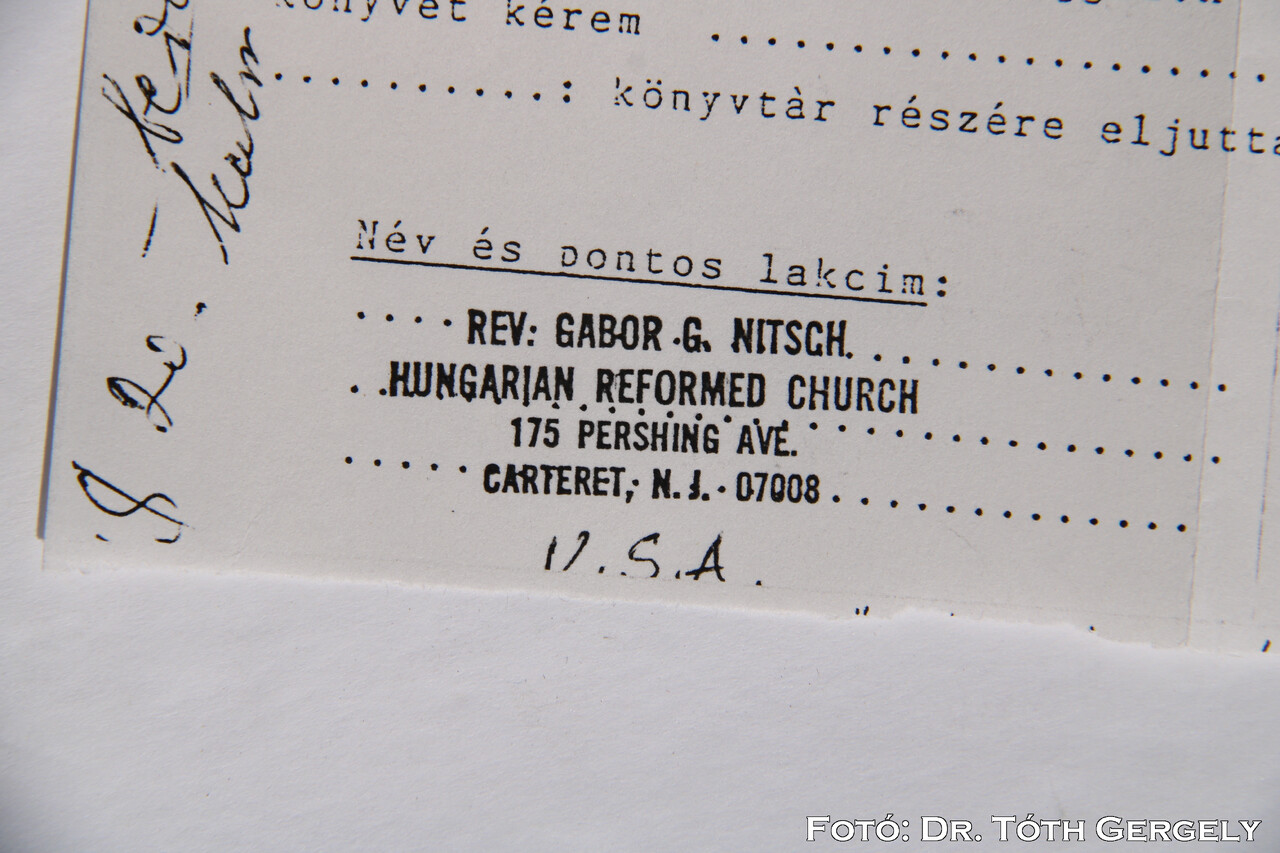 könyvet kérem ....................
..........: könyvtàr részére eljutta
Név és pontos lakcim:
REV. GABOR G. NITSCH
HUNGARIAN REFORMED CHURCH
175 PERSHING AVE.
CARTERET, N. J. 07008
U.S.A.
$ 20.-
Fotó: Dr. Tóth Gergely